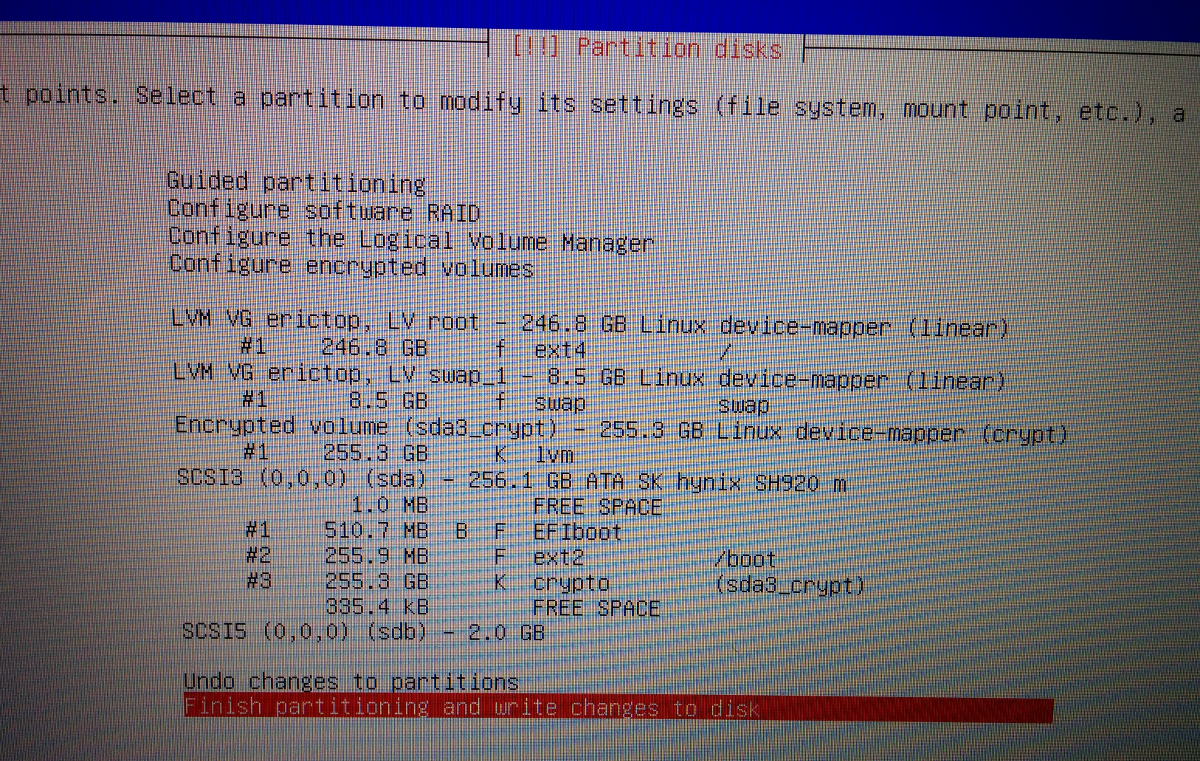 [!!] Partition disks
t points. Select a partition to modify its settings (file system, mount point, etc.), a
Guided partitioning
Configure software RAID
Configure the Logical Volume Manager
Configure encrypted volumes
LVM VG erictop, LV root - 246.8 GB Linux device-mapper (linear)
#1 246.8 GB f ext4 /
LVM VG erictop, LV swap_1 - 8.5 GB Linux device-mapper (linear)
#1 8.5 GB f swap swap
Encrypted volume (sda3_crypt) - 255.3 GB Linux device-mapper (crypt)
#1 255.3 GB K lvm
SCSI3 (0,0,0) (sda) - 256.1 GB ATA SK hynix SH920 m
1.0 MB FREE SPACE
#1 510.7 MB B F EFIboot
#2 255.9 MB F ext2 /boot
#3 255.3 GB K crypto (sda3_crypt)
335.4 kB FREE SPACE
SCSI5 (0,0,0) (sdb) - 2.0 GB
Undo changes to partitions
Finish partitioning and write changes to disk